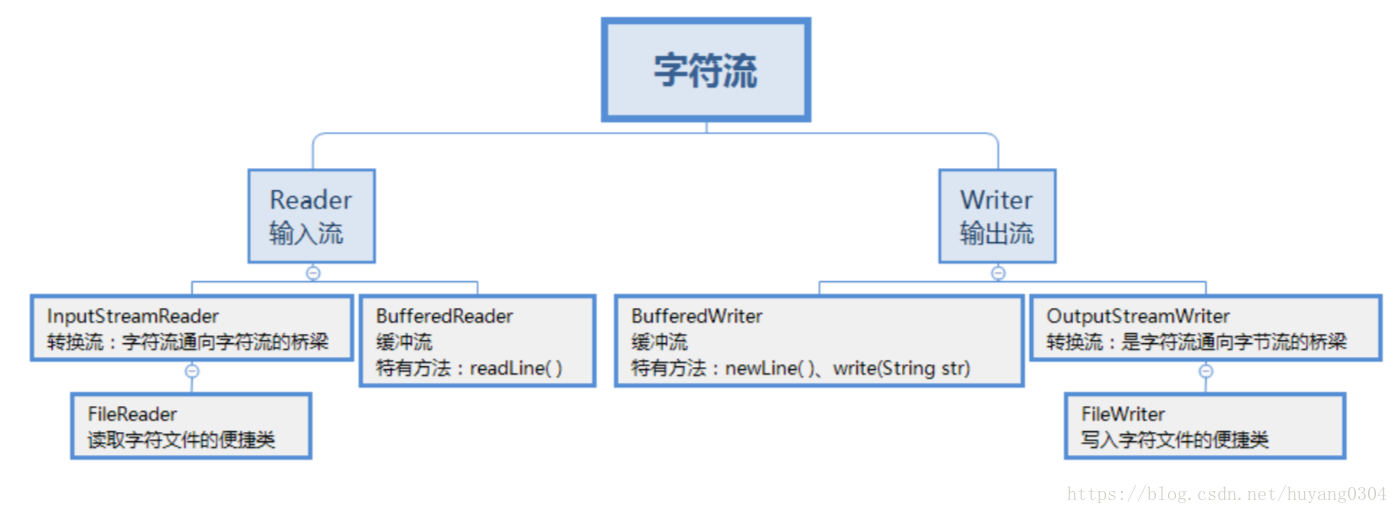 字符流
Reader
输入流
Writer
输出流
InputStreamReader
转换流：字符流通向字符流的桥梁
BufferedReader
缓冲流
特有方法：readLine( )
BufferedWriter
缓冲流
特有方法：newLine( )、write(String str)
OutputStreamWriter
转换流：是字符流通向字节流的桥梁
FileReader
读取字符文件的便捷类
FileWriter
写入字符文件的便捷类
https://blog.csdn.net/huyang0304